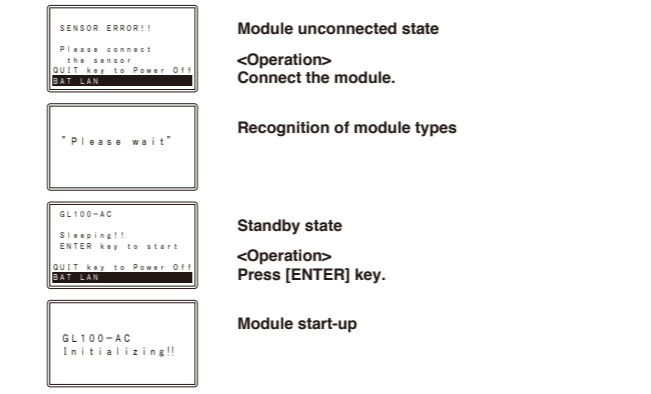 SENSOR ERROR!!
Please connect
the sensor
QUIT key to Power Off
BAT LAN
Module unconnected state
<Operation>
Connect the module.
"Please wait"
Recognition of module types
GL100-AC
Sleeping!!
ENTER key to start
QUIT key to Power Off
BAT LAN
Standby state
<Operation>
Press [ENTER] key.
GL100-AC
Initializing!!
Module start-up